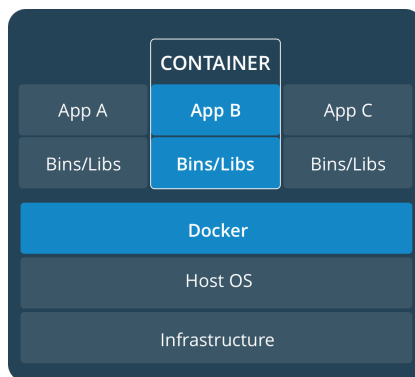 CONTAINER
App A App B App C
Bins/Libs Bins/Libs Bins/Libs
Docker
Host OS
Infrastructure